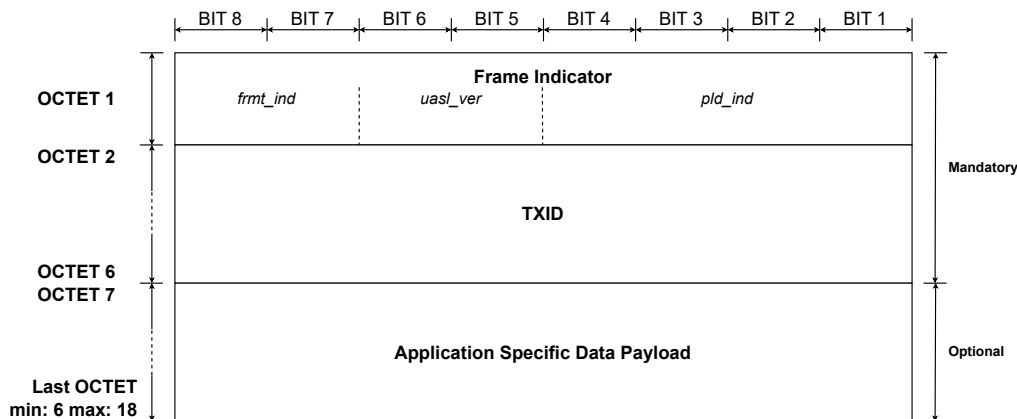 BIT 8 BIT 7 BIT 6 BIT 5 BIT 4 BIT 3 BIT 2 BIT 1
Frame Indicator
OCTET 1 frmt_ind uasl_ver pld_ind
OCTET 2
Mandatory
TXID
OCTET 6
OCTET 7
Application Specific Data Payload Optional
Last OCTET
min: 6 max: 18